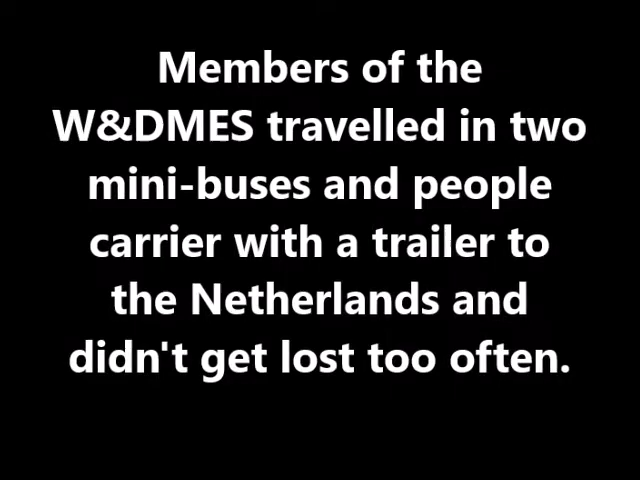 Members of the
W&DMES travelled in two
mini-buses and people
carrier with a trailer to
the Netherlands and
didn't get lost too often.